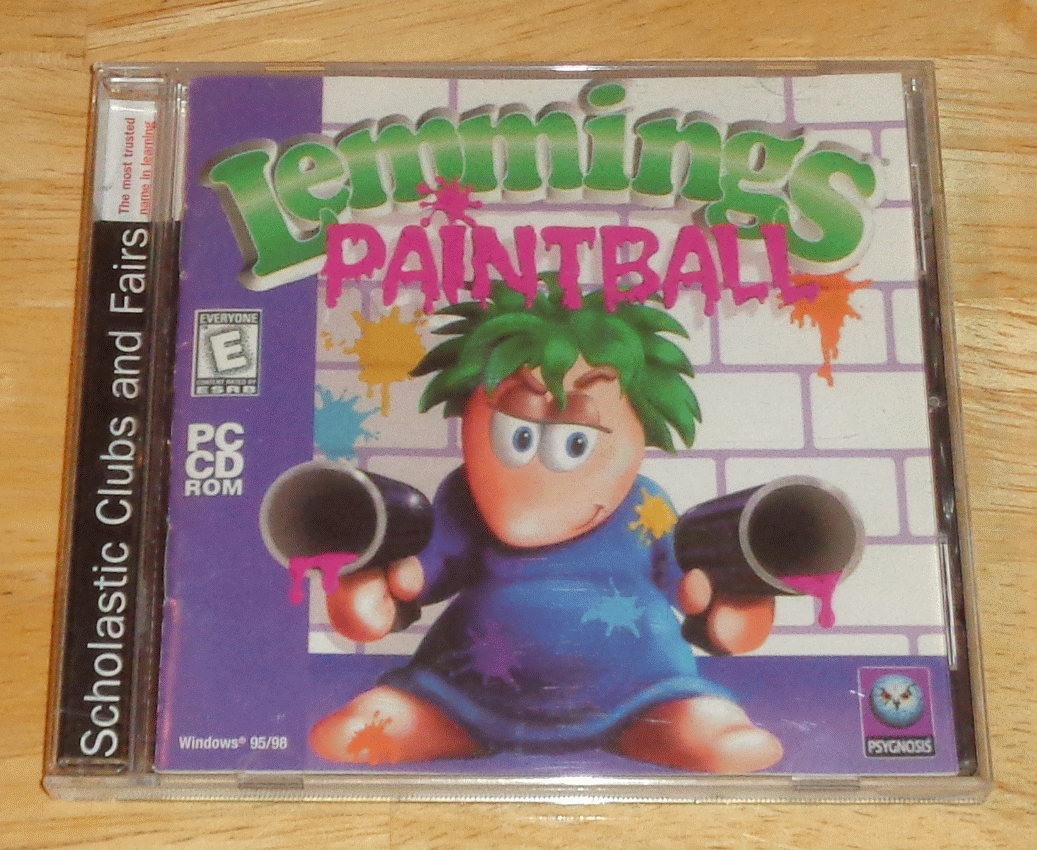 The most trusted
name in learning
Scholastic Clubs and Fairs
Lemmings
PAINTBALL
EVERYONE
E
CONTENT RATED BY
ESRB
PC
CD
ROM
Windows® 95/98
PSYGNOSIS